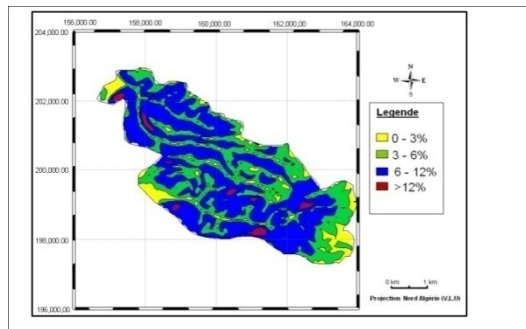 156,000.00 158,000.00 160,000.00 162,000.00 164,000.00
204,000.00
202,000.00
200,000.00
198,000.00
196,000.00
N
W E
S
Legende
0 - 3%
3 - 6%
6 - 12%
>12%
0 km 1 km
Projection Nord Algérie (V.L.U)